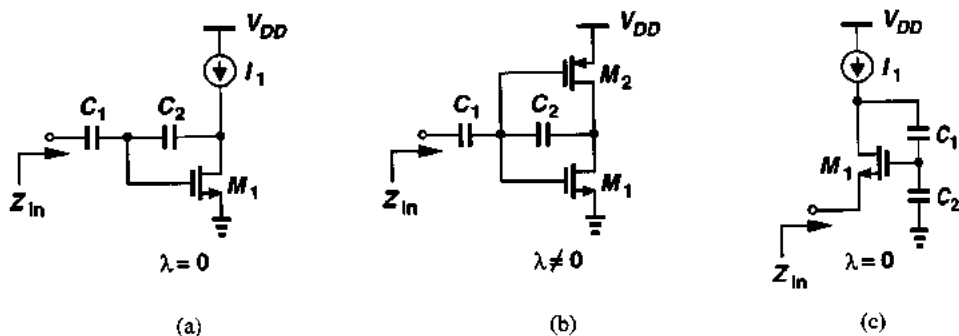 V_DD
I_1
C_1
C_2
M_1
Z_in
λ = 0
(a)
V_DD
M_2
C_1
C_2
M_1
Z_in
λ ≠ 0
(b)
V_DD
I_1
C_1
M_1
C_2
Z_in
λ = 0
(c)